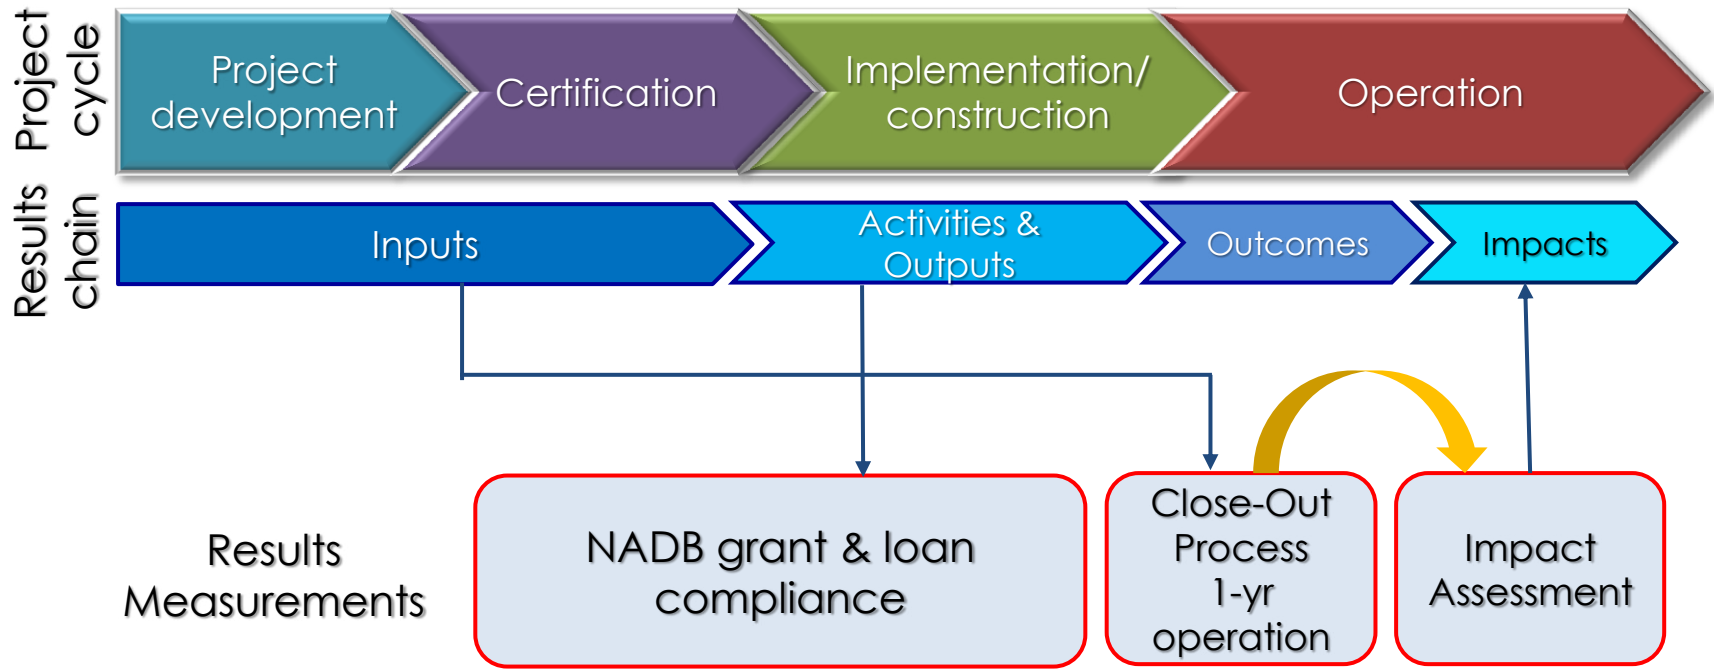 Project
cycle
Project
development
Certification
Implementation/
construction
Operation
Results
chain
Inputs
Activities &
Outputs
Outcomes
Impacts
Results
Measurements
NADB grant & loan
compliance
Close-Out
Process
1-yr
operation
Impact
Assessment